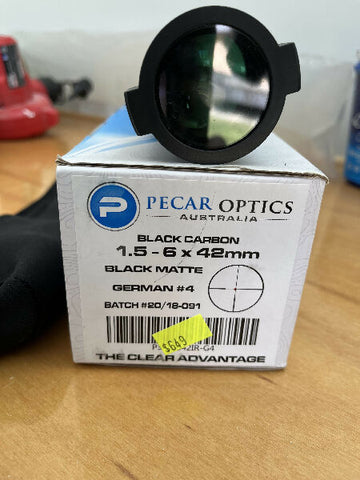 P
PECAR OPTICS
AUSTRALIA
BLACK CARBON
1.5 - 6 x 42mm
BLACK MATTE
GERMAN #4
BATCH #20/18-091
$649
THE CLEAR ADVANTAGE